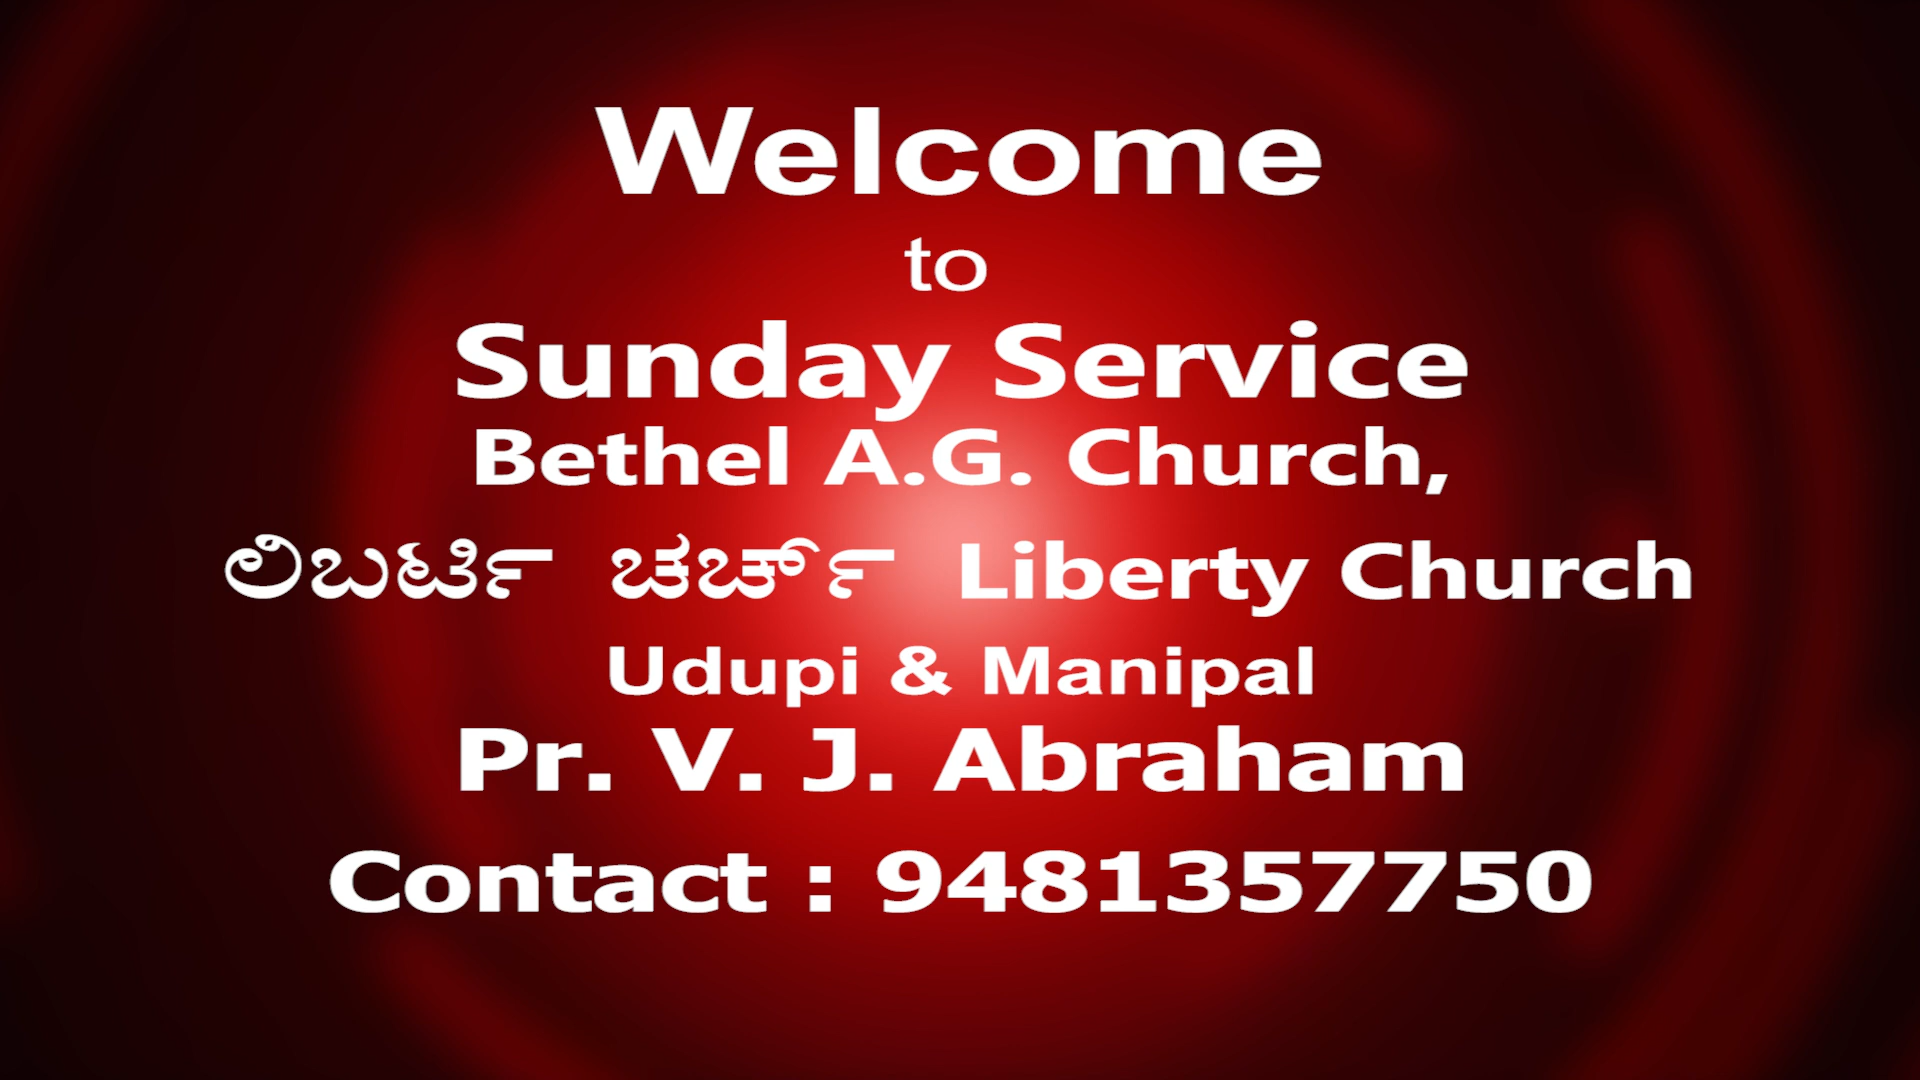 Welcome
to
Sunday Service
Bethel A.G. Church,
ಲಿಬರ್ಟಿ ಚರ್ಚ್ Liberty Church
Udupi & Manipal
Pr. V. J. Abraham
Contact : 9481357750